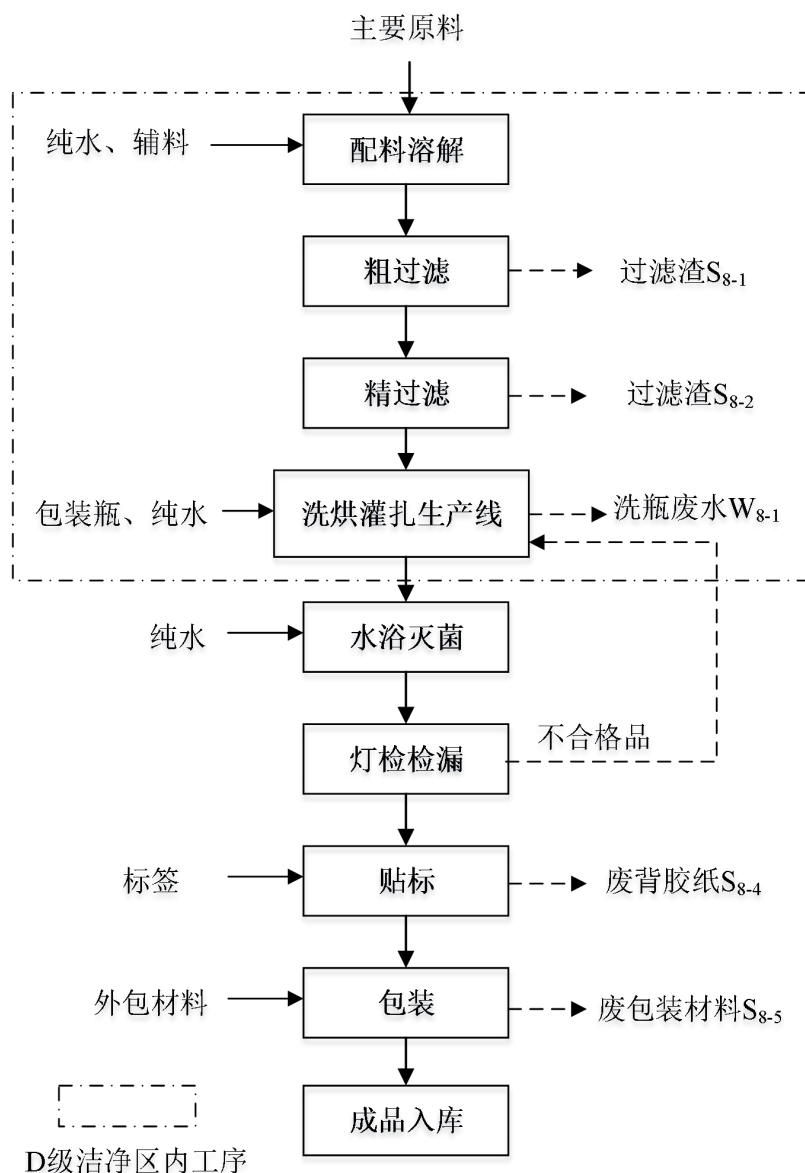 主要原料
纯水、辅料
配料溶解
粗过滤
过滤渣S8-1
精过滤
过滤渣S8-2
包装瓶、纯水
洗烘灌扎生产线
洗瓶废水W8-1
纯水
水浴灭菌
灯检检漏
不合格品
标签
贴标
废背胶纸S8-4
外包材料
包装
废包装材料S8-5
成品入库
D级洁净区内工序